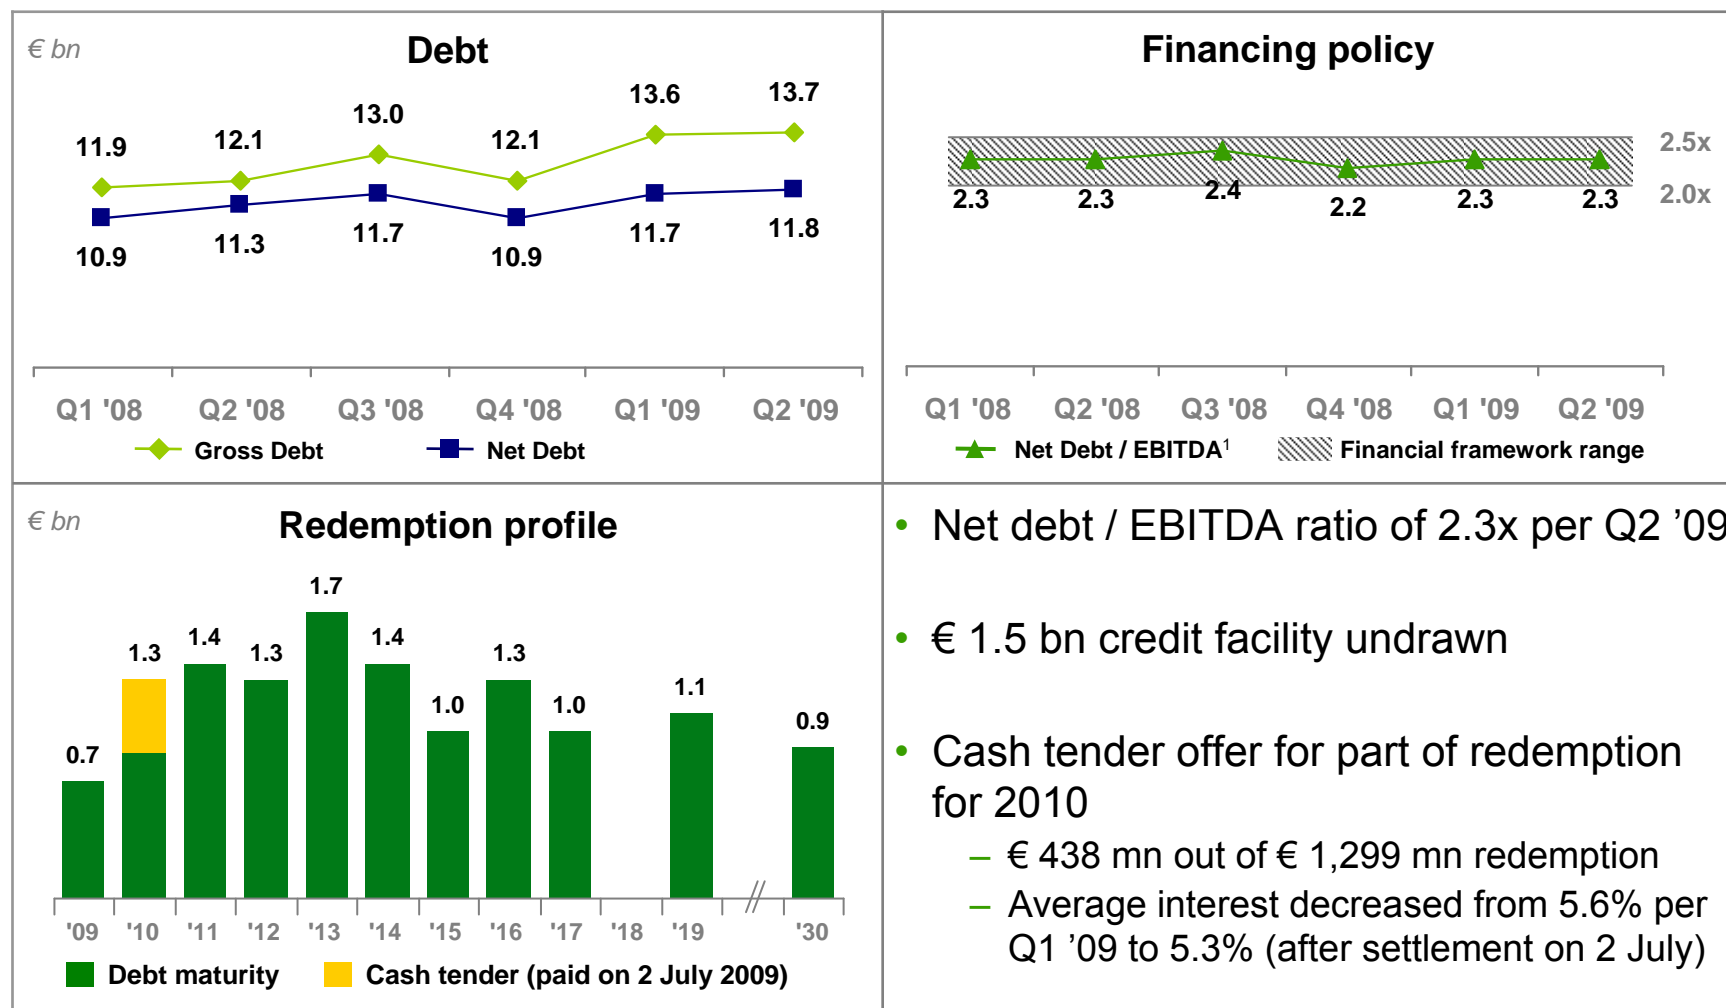 € bn
Debt
13.6
13.7
13.0
12.1
12.1
11.9
11.7
11.8
11.3
11.7
10.9
10.9
Q1 '08
Q2 '08
Q3 '08
Q4 '08
Q1 '09
Q2 '09
Gross Debt
Net Debt
Financing policy
2.5x
2.0x
2.3
2.3
2.4
2.2
2.3
2.3
Q1 '08
Q2 '08
Q3 '08
Q4 '08
Q1 '09
Q2 '09
Net Debt / EBITDA¹
Financial framework range
€ bn
Redemption profile
0.7
1.3
1.4
1.3
1.7
1.4
1.0
1.3
1.0
1.1
0.9
'09
'10
'11
'12
'13
'14
'15
'16
'17
'18
'19
'30
Debt maturity
Cash tender (paid on 2 July 2009)
• Net debt / EBITDA ratio of 2.3x per Q2 ’09
• € 1.5 bn credit facility undrawn
• Cash tender offer for part of redemption
for 2010
– € 438 mn out of € 1,299 mn redemption
– Average interest decreased from 5.6% per
Q1 ’09 to 5.3% (after settlement on 2 July)